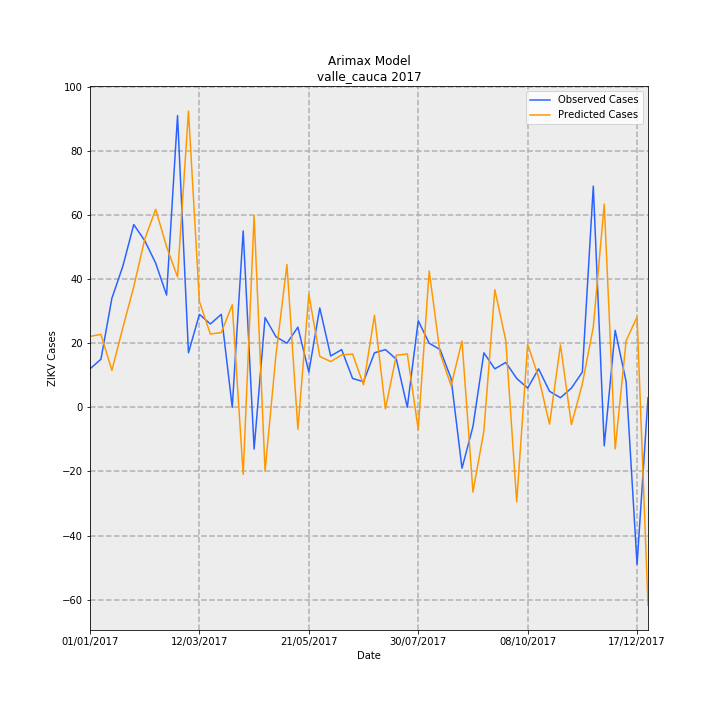 Arimax Model
valle_cauca 2017
Observed Cases
Predicted Cases
100
80
60
40
20
0
−20
−40
−60
ZIKV Cases
01/01/2017
12/03/2017
21/05/2017
30/07/2017
08/10/2017
17/12/2017
Date